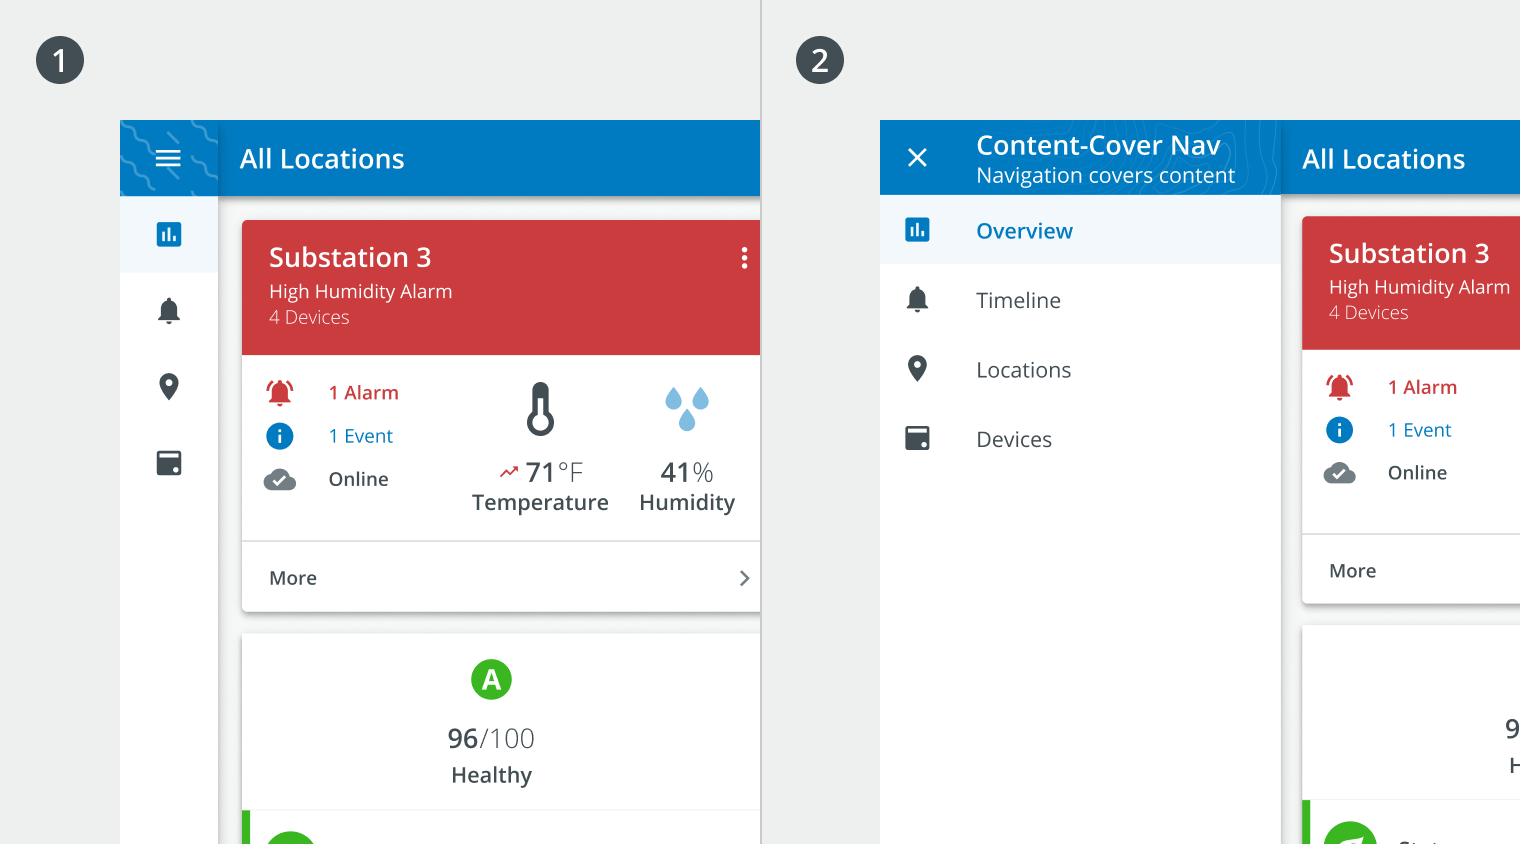 1
All Locations
Substation 3
High Humidity Alarm
4 Devices
1 Alarm
1 Event
Online
71°F
Temperature
41%
Humidity
More
A
96/100
Healthy
2
Content-Cover Nav
Navigation covers content
Overview
Timeline
Locations
Devices
All Locations
Substation 3
High Humidity Alarm
4 Devices
1 Alarm
1 Event
Online
More
9
H